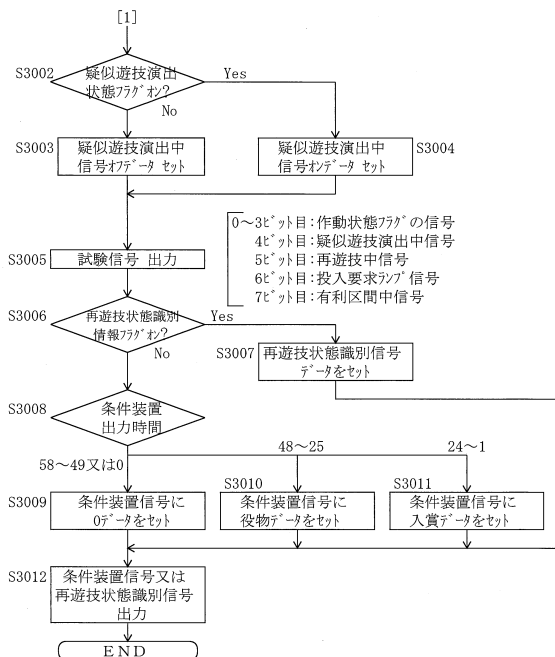 [1]
S3002
疑似遊技演出
状態ﾌﾗｸﾞオン?
Yes
No
S3003
疑似遊技演出中
信号ｵﾌﾃﾞｰﾀ セット
疑似遊技演出中
信号ｵﾝﾃﾞｰﾀ セット
S3004
0～3ﾋﾞｯﾄ目:作動状態ﾌﾗｸﾞの信号
4ﾋﾞｯﾄ目:疑似遊技演出中信号
5ﾋﾞｯﾄ目:再遊技中信号
6ﾋﾞｯﾄ目:投入要求ﾗﾝﾌﾟ信号
7ﾋﾞｯﾄ目:有利区間中信号
S3005
試験信号 出力
S3006
再遊技状態識別
情報ﾌﾗｸﾞオン?
Yes
No
S3007
再遊技状態識別信号
データをセット
S3008
条件装置
出力時間
58～49又は0
48～25
24～1
S3009
条件装置信号に
0ﾃﾞｰﾀをセット
S3010
条件装置信号に
役物データをセット
S3011
条件装置信号に
入賞データをセット
S3012
条件装置信号又は
再遊技状態識別信号
出力
END